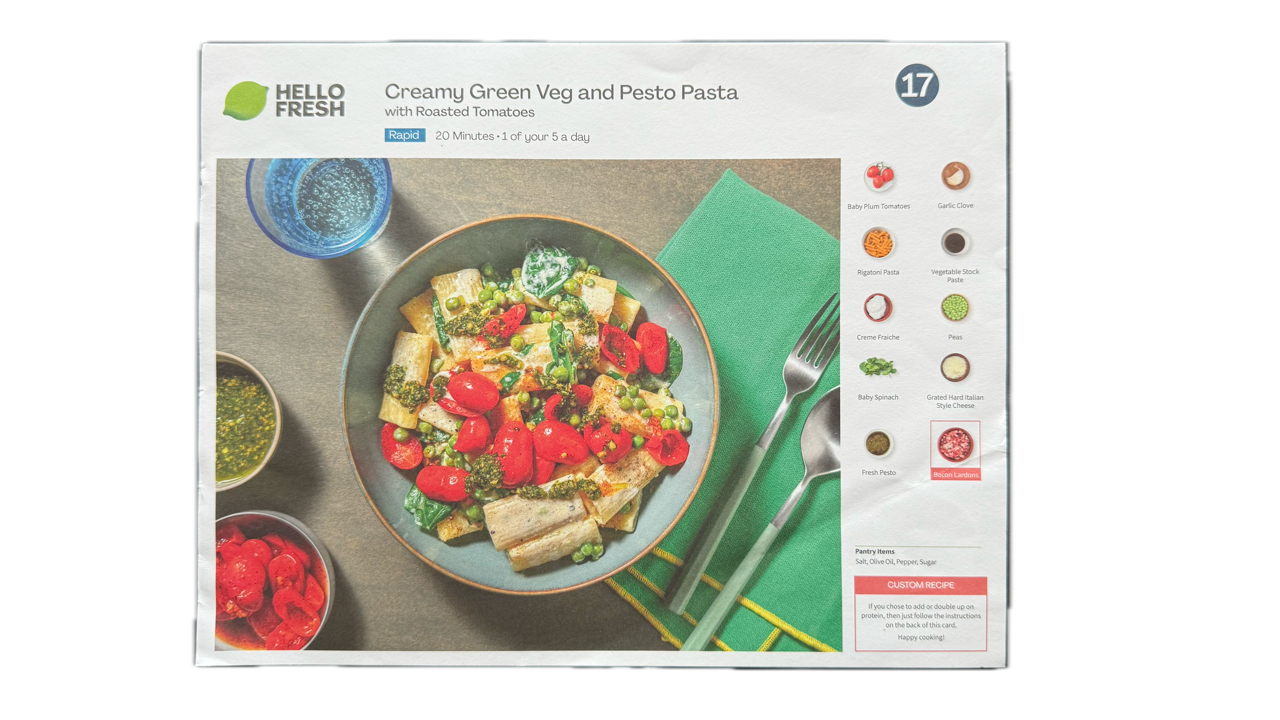 HELLO
FRESH
Creamy Green Veg and Pesto Pasta
with Roasted Tomatoes
Rapid 20 Minutes • 1 of your 5 a day
17
Baby Plum Tomatoes
Garlic Clove
Rigatoni Pasta
Vegetable Stock
Paste
Creme Fraiche
Peas
Baby Spinach
Grated Hard Italian
Style Cheese
Fresh Pesto
Bacon Lardons
Pantry Items
Salt, Olive Oil, Pepper, Sugar
CUSTOM RECIPE
If you chose to add or double up on
protein, then just follow the instructions
on the back of this card.
Happy cooking!